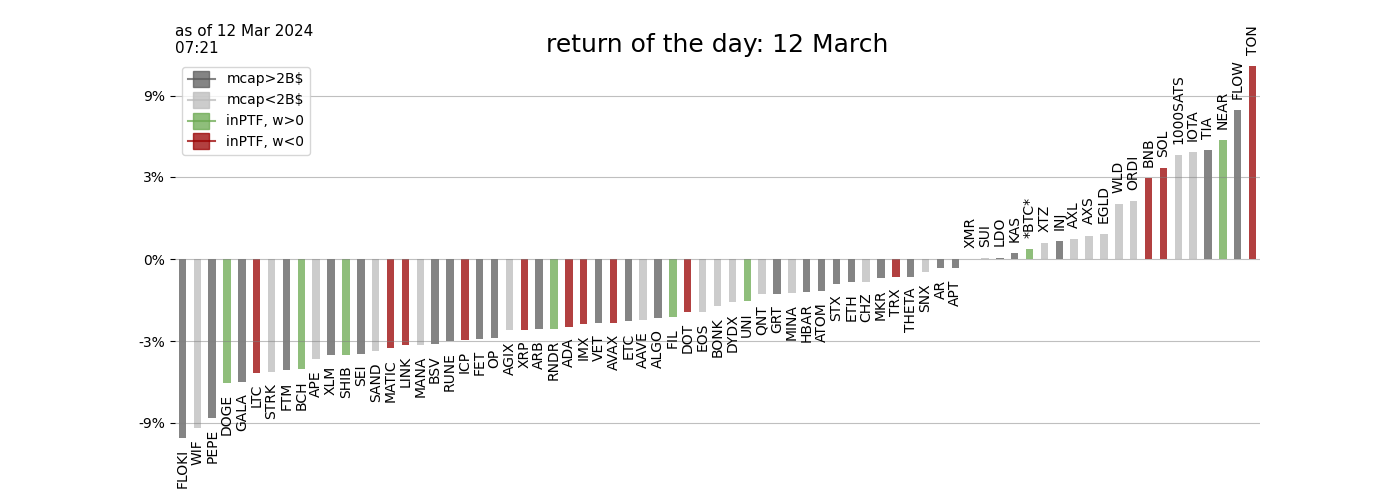 as of 12 Mar 2024
07:21
return of the day: 12 March
mcap>2B$
mcap<2B$
inPTF, w>0
inPTF, w<0
9%
3%
0%
-3%
-9%
FLOKI
WIF
PEPE
DOGE
GALA
LTC
STRK
FTM
BCH
APE
XLM
SHIB
SEI
SAND
MATIC
LINK
MANA
BSV
RUNE
ICP
FET
OP
AGIX
XRP
ARB
RNDR
ADA
IMX
VET
AVAX
ETC
AAVE
ALGO
FIL
DOT
EOS
BONK
DYDX
UNI
QNT
GRT
MINA
HBAR
ATOM
STX
ETH
CHZ
MKR
TRX
THETA
SNX
AR
APT
XMR
SUI
LDO
KAS
*BTC*
XTZ
INJ
AXL
AXS
EGLD
WLD
ORDI
BNB
SOL
1000SATS
IOTA
TIA
NEAR
FLOW
TON